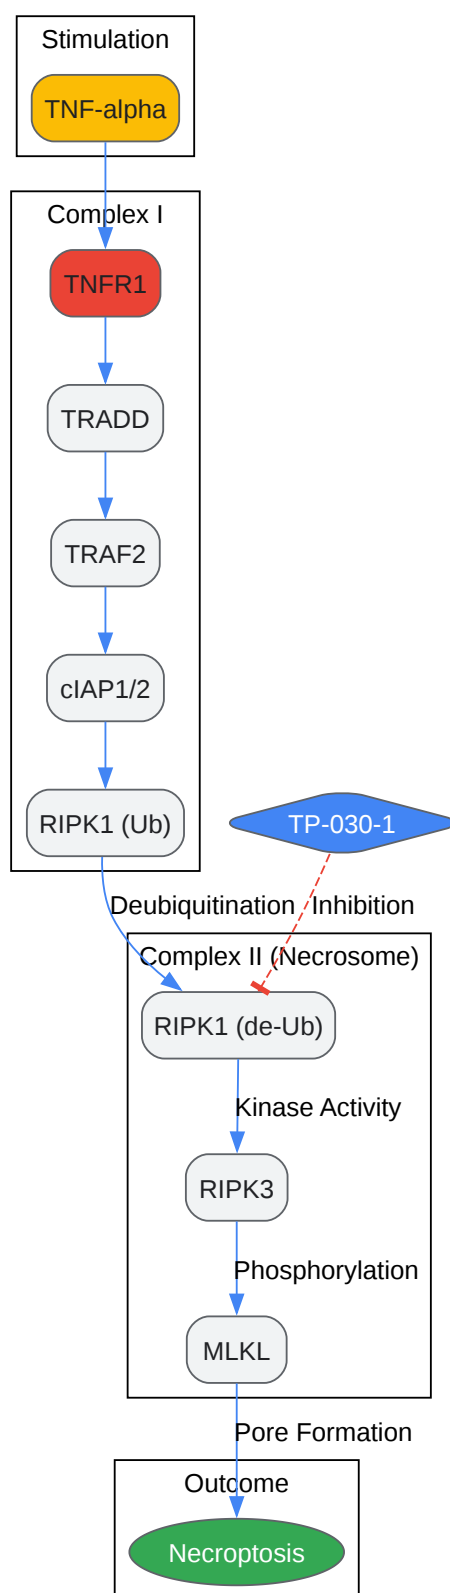 Stimulation
TNF-alpha
Complex I
TNFR1
TRADD
TRAF2
cIAP1/2
RIPK1 (Ub)
TP-030-1
Deubiquitination
Inhibition
Complex II (Necrosome)
RIPK1 (de-Ub)
Kinase Activity
RIPK3
Phosphorylation
MLKL
Pore Formation
Outcome
Necroptosis